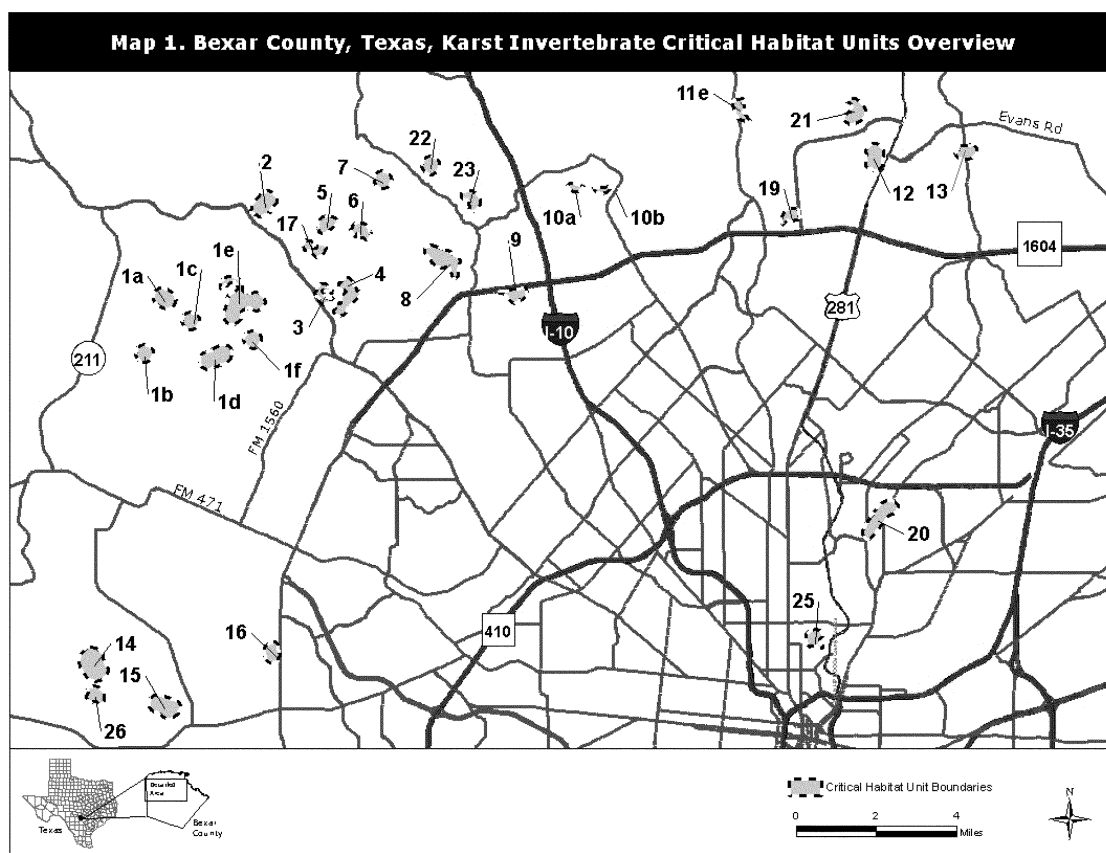 Map 1. Bexar County, Texas, Karst Invertebrate Critical Habitat Units Overview
11e
21
Evans Rd
22
2
7
23
12
13
5
6
10a
10b
19
17
9
1604
1e
1a
1c
4
8
3
281
I-10
211
1f
1b
1d
FM 1560
I-35
FM 471
20
25
16
410
14
15
26
Critical Habitat Unit Boundaries
N
Texas
Bexar
County
0 2 4
Miles